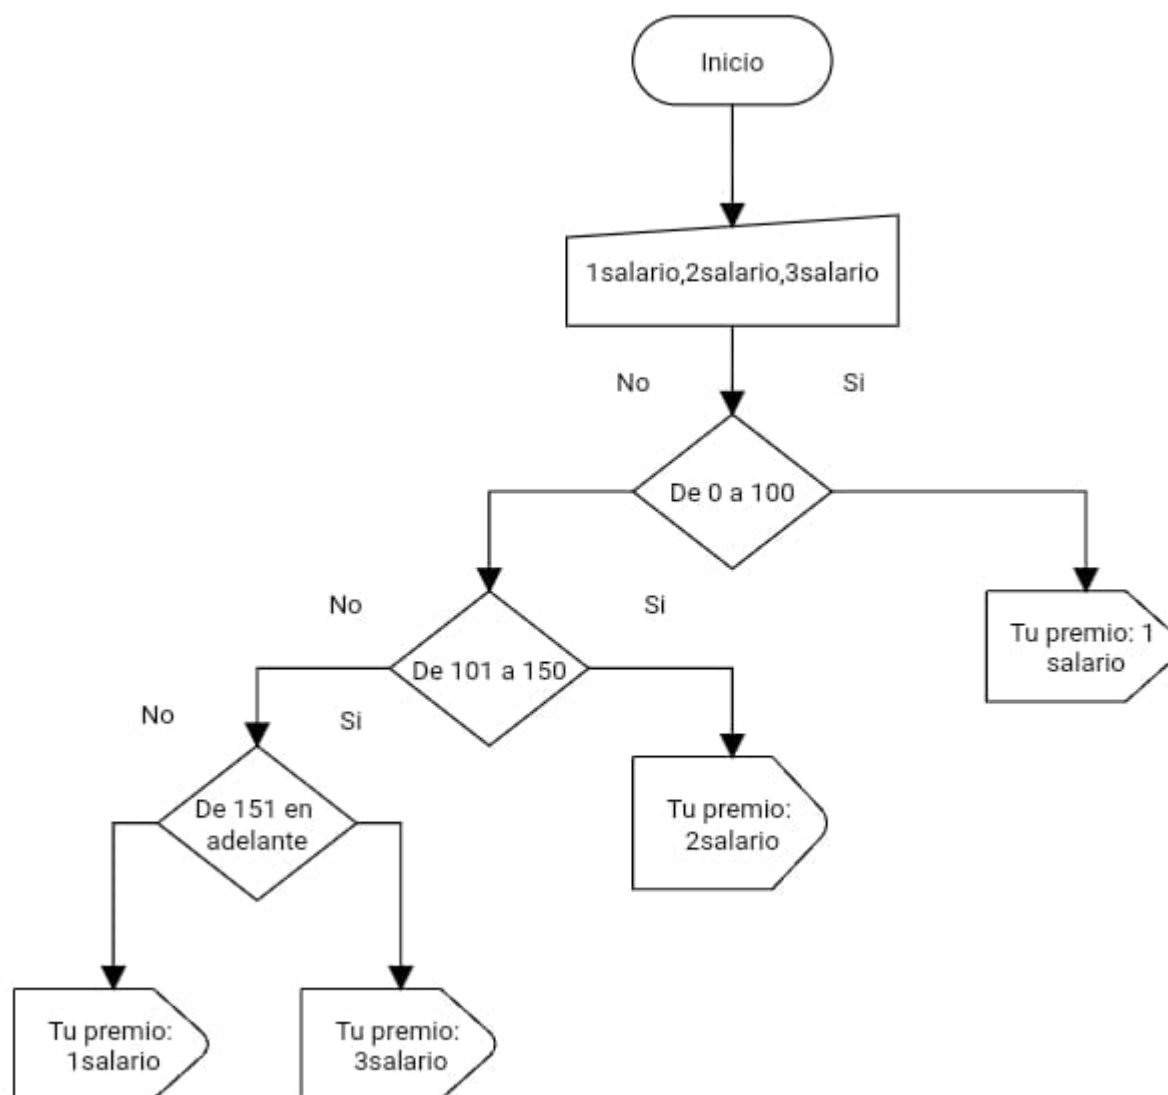 Inicio
1salario,2salario,3salario
No
Si
De 0 a 100
No
Si
Tu premio: 1
salario
De 101 a 150
No
Si
De 151 en
adelante
Tu premio:
2salario
Tu premio:
1salario
Tu premio:
3salario